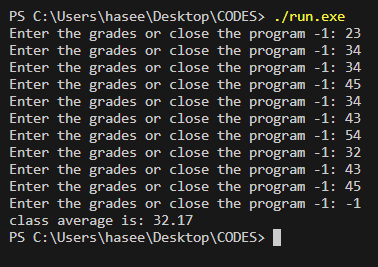 PS C:\Users\hasee\Desktop\CODES> ./run.exe
Enter the grades or close the program -1: 23
Enter the grades or close the program -1: 34
Enter the grades or close the program -1: 34
Enter the grades or close the program -1: 45
Enter the grades or close the program -1: 34
Enter the grades or close the program -1: 43
Enter the grades or close the program -1: 54
Enter the grades or close the program -1: 32
Enter the grades or close the program -1: 43
Enter the grades or close the program -1: 45
Enter the grades or close the program -1: -1
class average is: 32.17
PS C:\Users\hasee\Desktop\CODES>